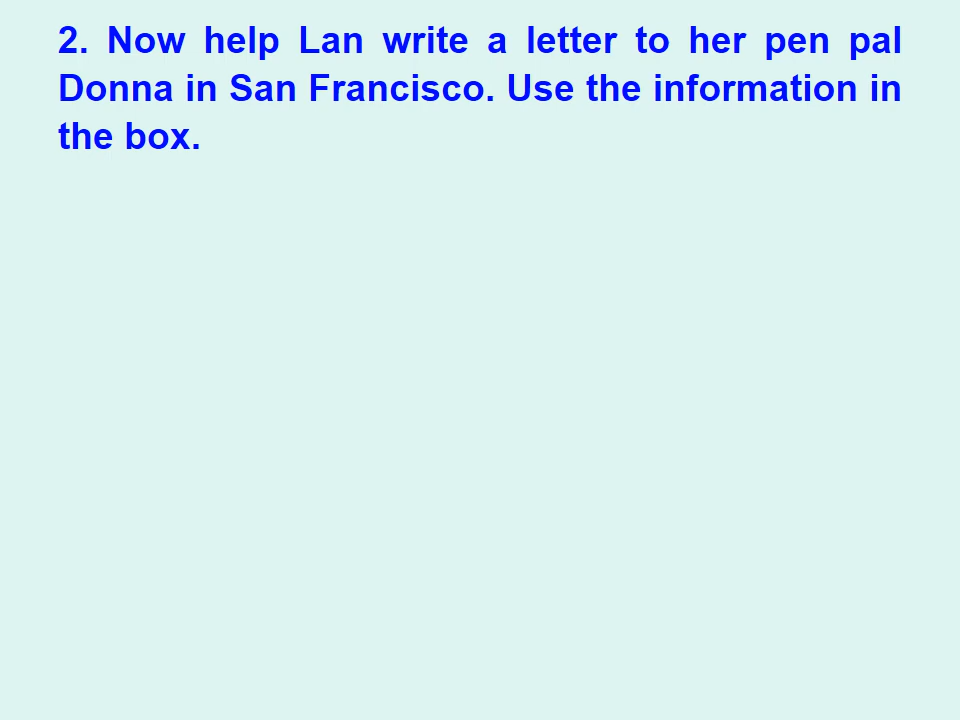 2. Now help Lan write a letter to her pen pal
Donna in San Francisco. Use the information in
the box.